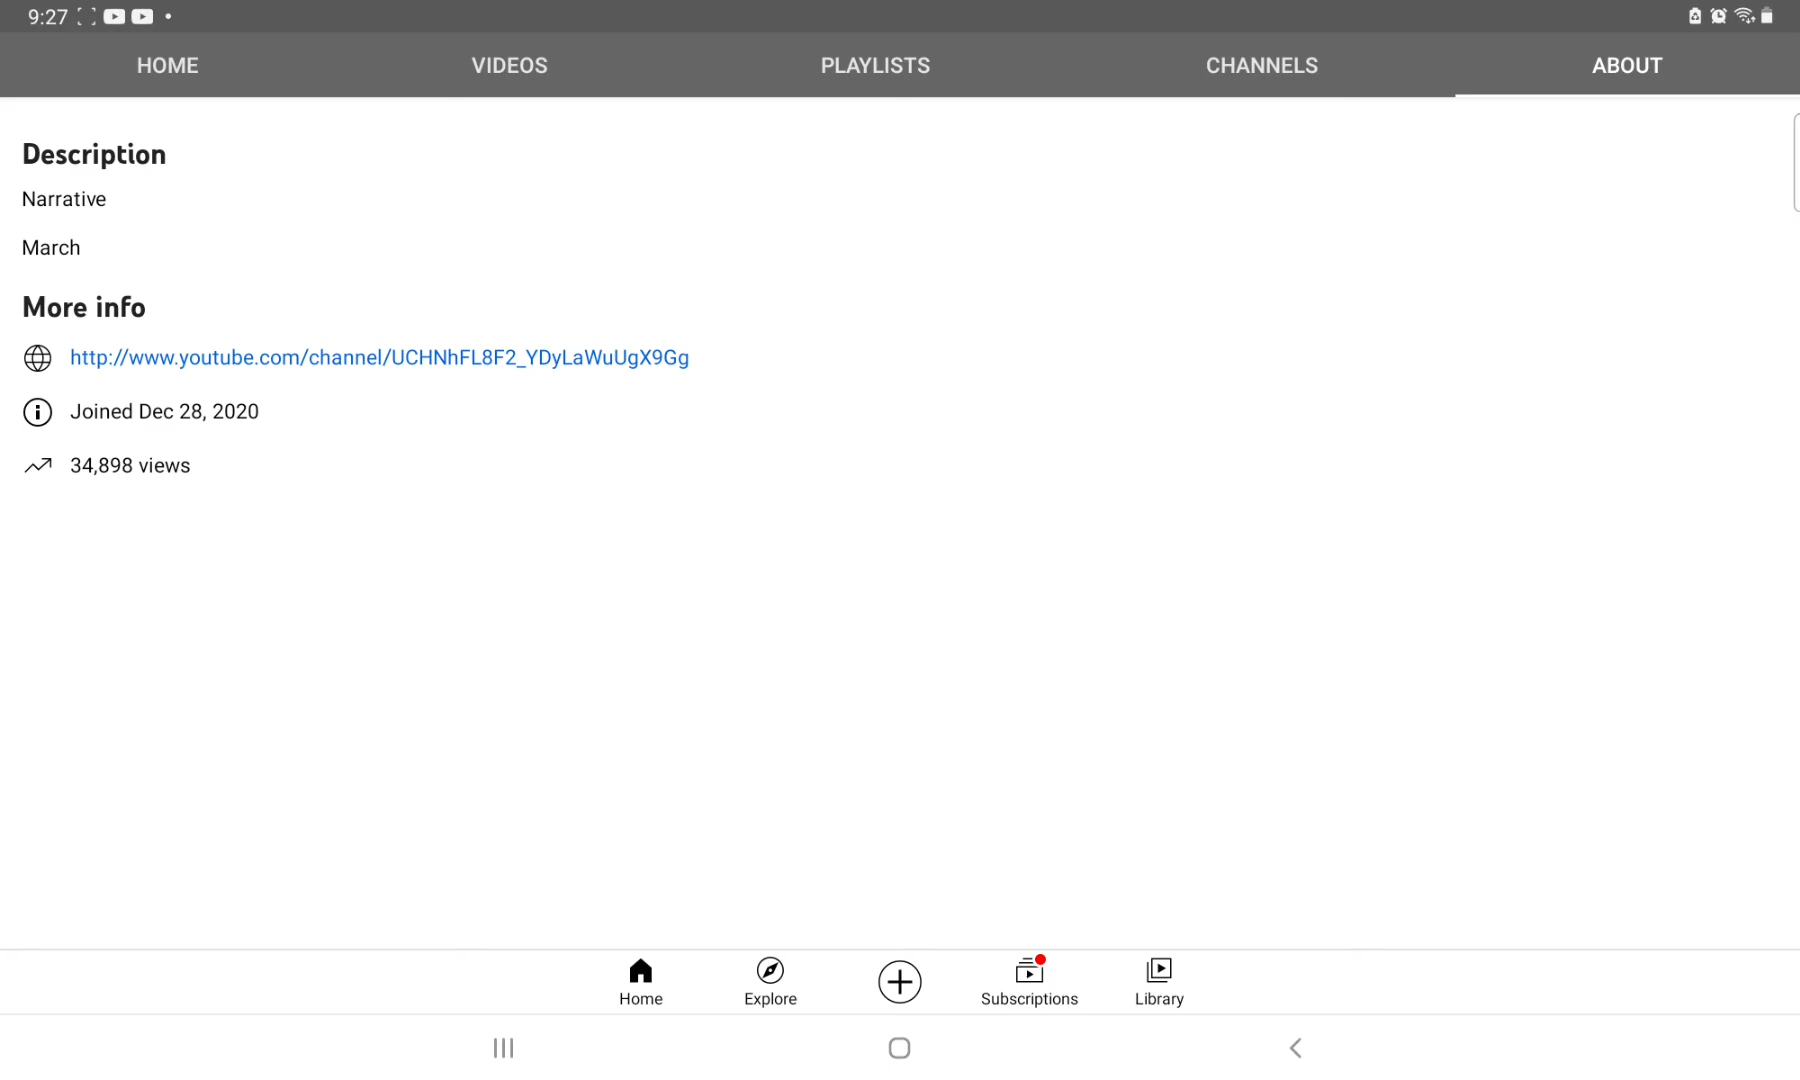 9:27
HOME VIDEOS PLAYLISTS CHANNELS ABOUT
Description
Narrative
March
More info
http://www.youtube.com/channel/UCHNhFL8F2_YDyLaWuUgX9Gg
Joined Dec 28, 2020
34,898 views
Home Explore Subscriptions Library